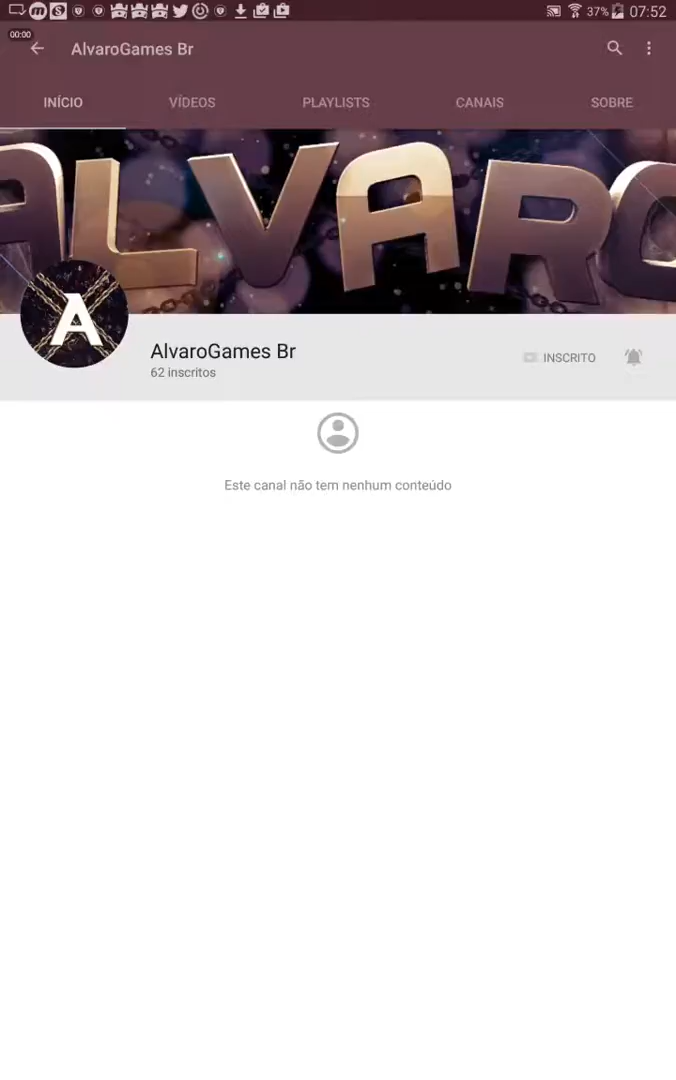 37% 07:52
00:00
AlvaroGames Br
INÍCIO VÍDEOS PLAYLISTS CANAIS SOBRE
ALVARO
A
AlvaroGames Br
62 inscritos
INSCRITO
Este canal não tem nenhum conteúdo